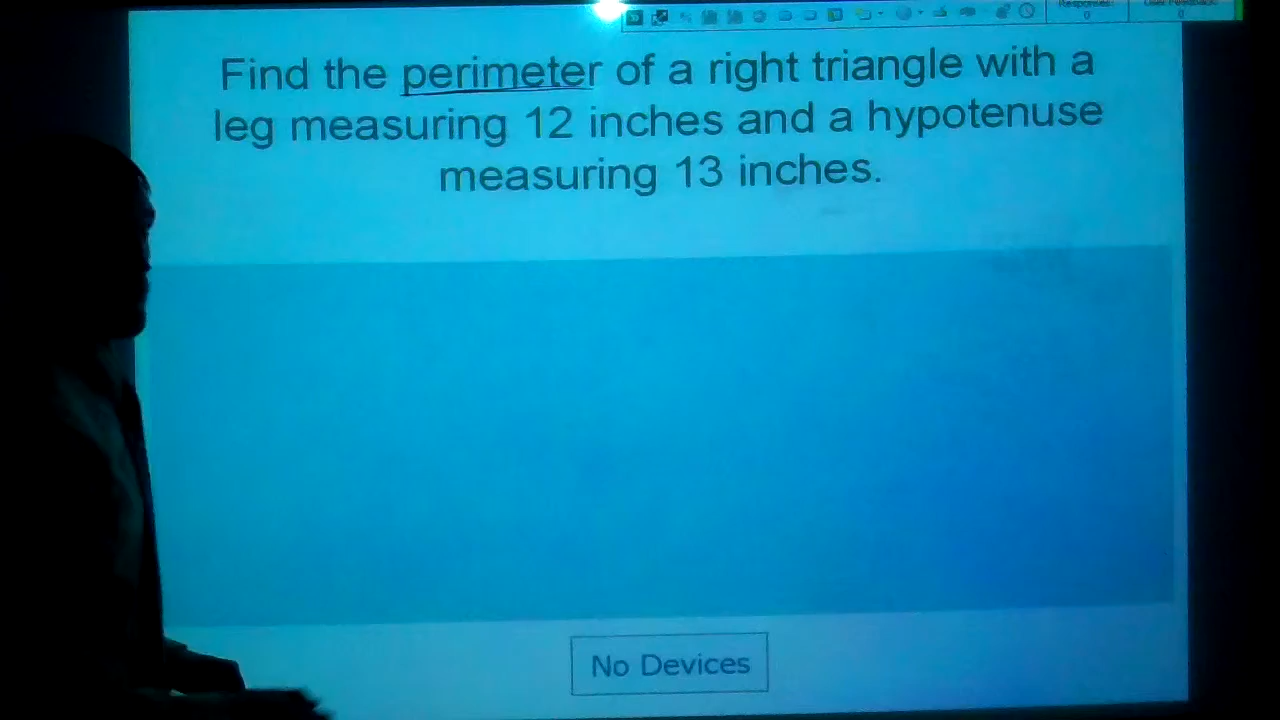 Find the perimeter of a right triangle with a
leg measuring 12 inches and a hypotenuse
measuring 13 inches.
No Devices